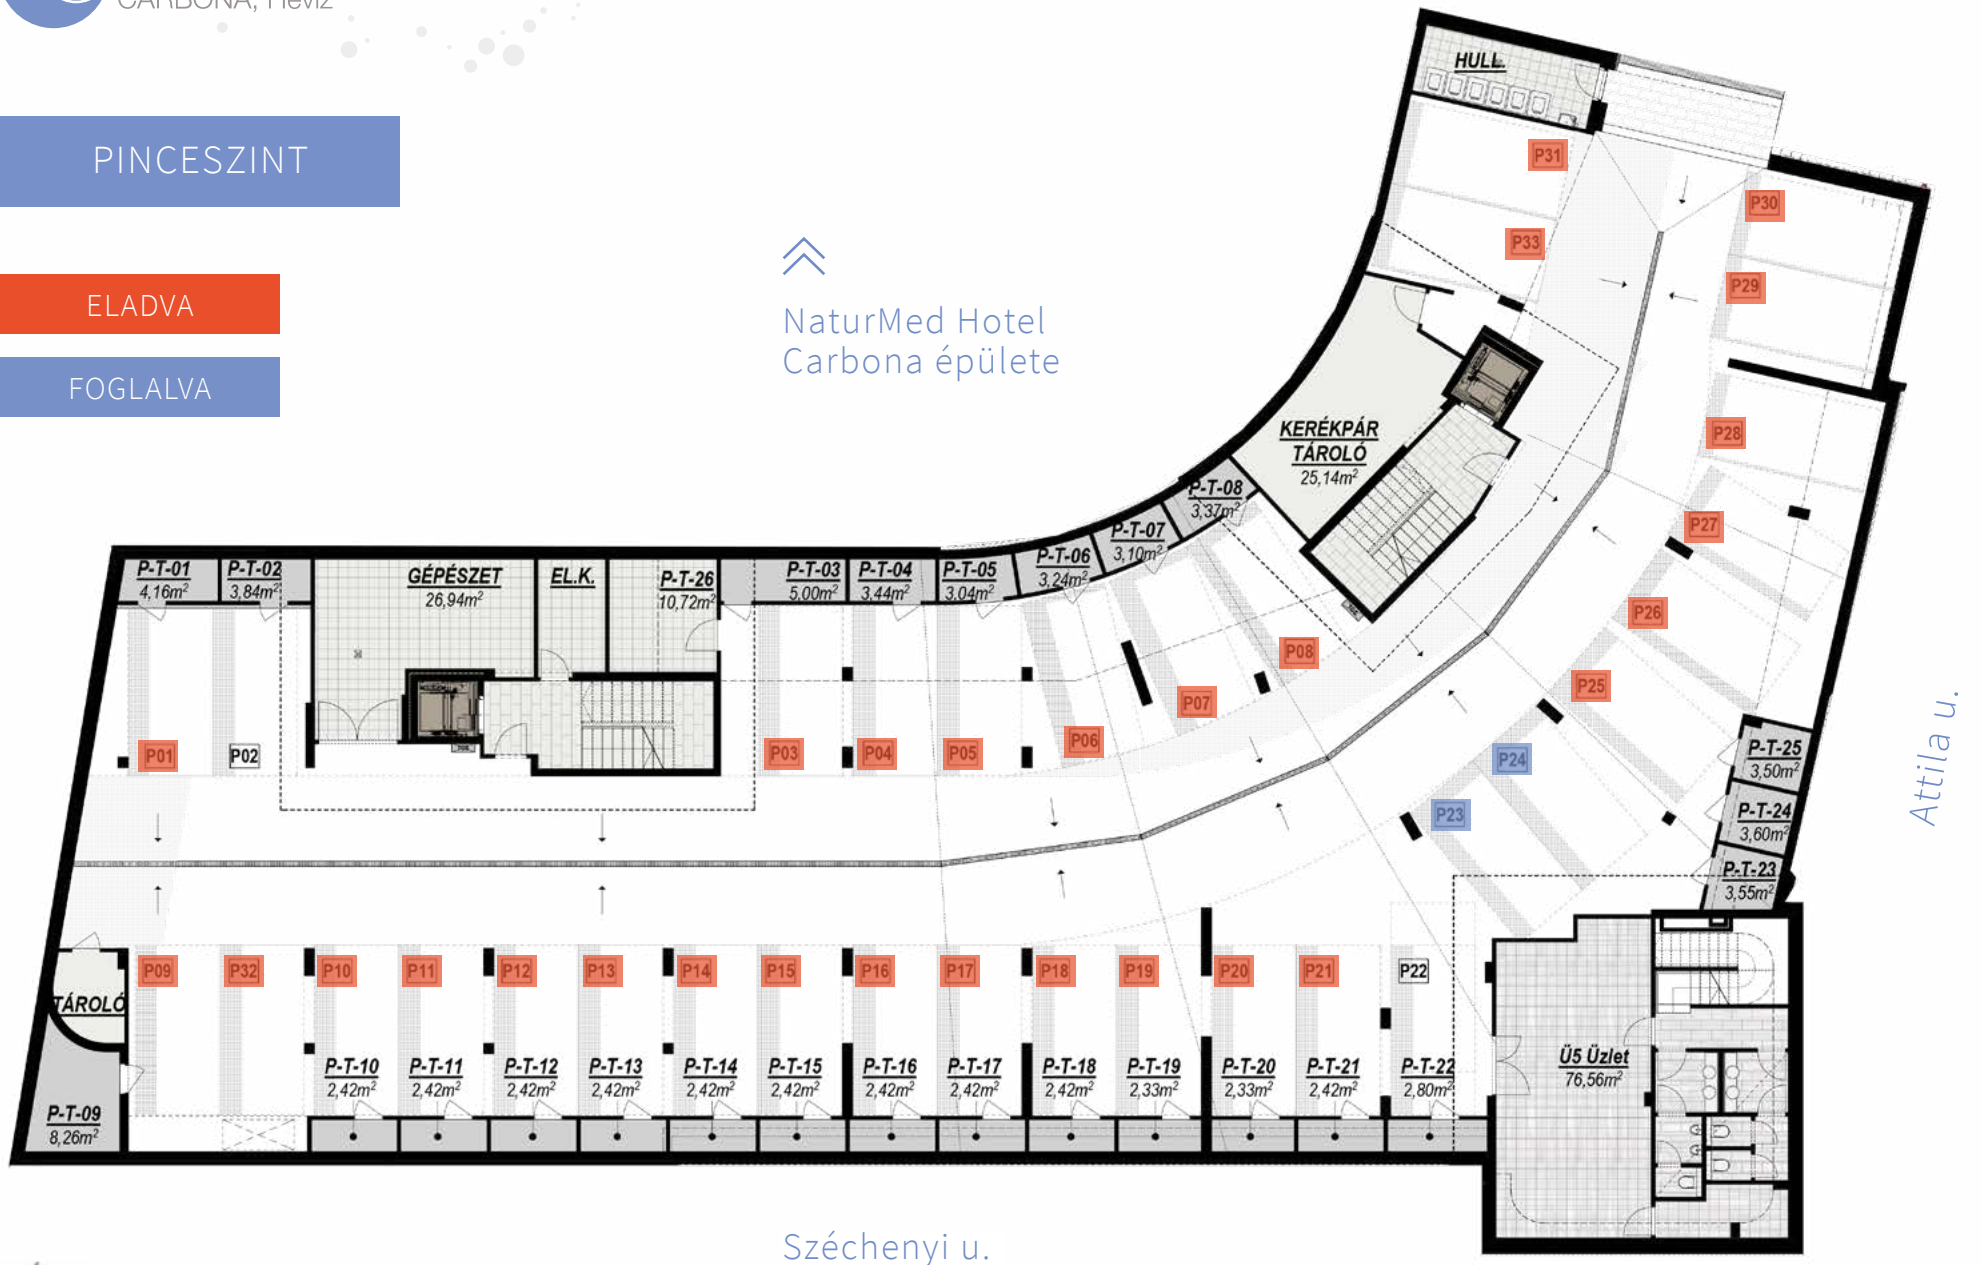 CARBONA, Hévíz
PINCESZINT
ELADVA
FOGLALVA
NaturMed Hotel
Carbona épülete
HULL.
P31
P30
P33
P29
KERÉKPÁR
TÁROLÓ
25,14m²
P28
P27
P26
P25
P24
P23
P-T-01
4,16m²
P-T-02
3,84m²
GÉPÉSZET
26,94m²
EL.K.
P-T-26
10,72m²
P-T-03
5,00m²
P-T-04
3,44m²
P-T-05
3,04m²
P-T-06
3,24m²
P-T-07
3,10m²
P-T-08
3,37m²
P01
P02
P03
P04
P05
P06
P07
P08
P-T-25
3,50m²
P-T-24
3,60m²
P-T-23
3,55m²
Attila u.
P09
P32
P10
P11
P12
P13
P14
P15
P16
P17
P18
P19
P20
P21
P22
TÁROLÓ
P-T-09
8,26m²
P-T-10
2,42m²
P-T-11
2,42m²
P-T-12
2,42m²
P-T-13
2,42m²
P-T-14
2,42m²
P-T-15
2,42m²
P-T-16
2,42m²
P-T-17
2,42m²
P-T-18
2,42m²
P-T-19
2,33m²
P-T-20
2,33m²
P-T-21
2,42m²
P-T-22
2,80m²
Ü5 Üzlet
76,56m²
Széchenyi u.